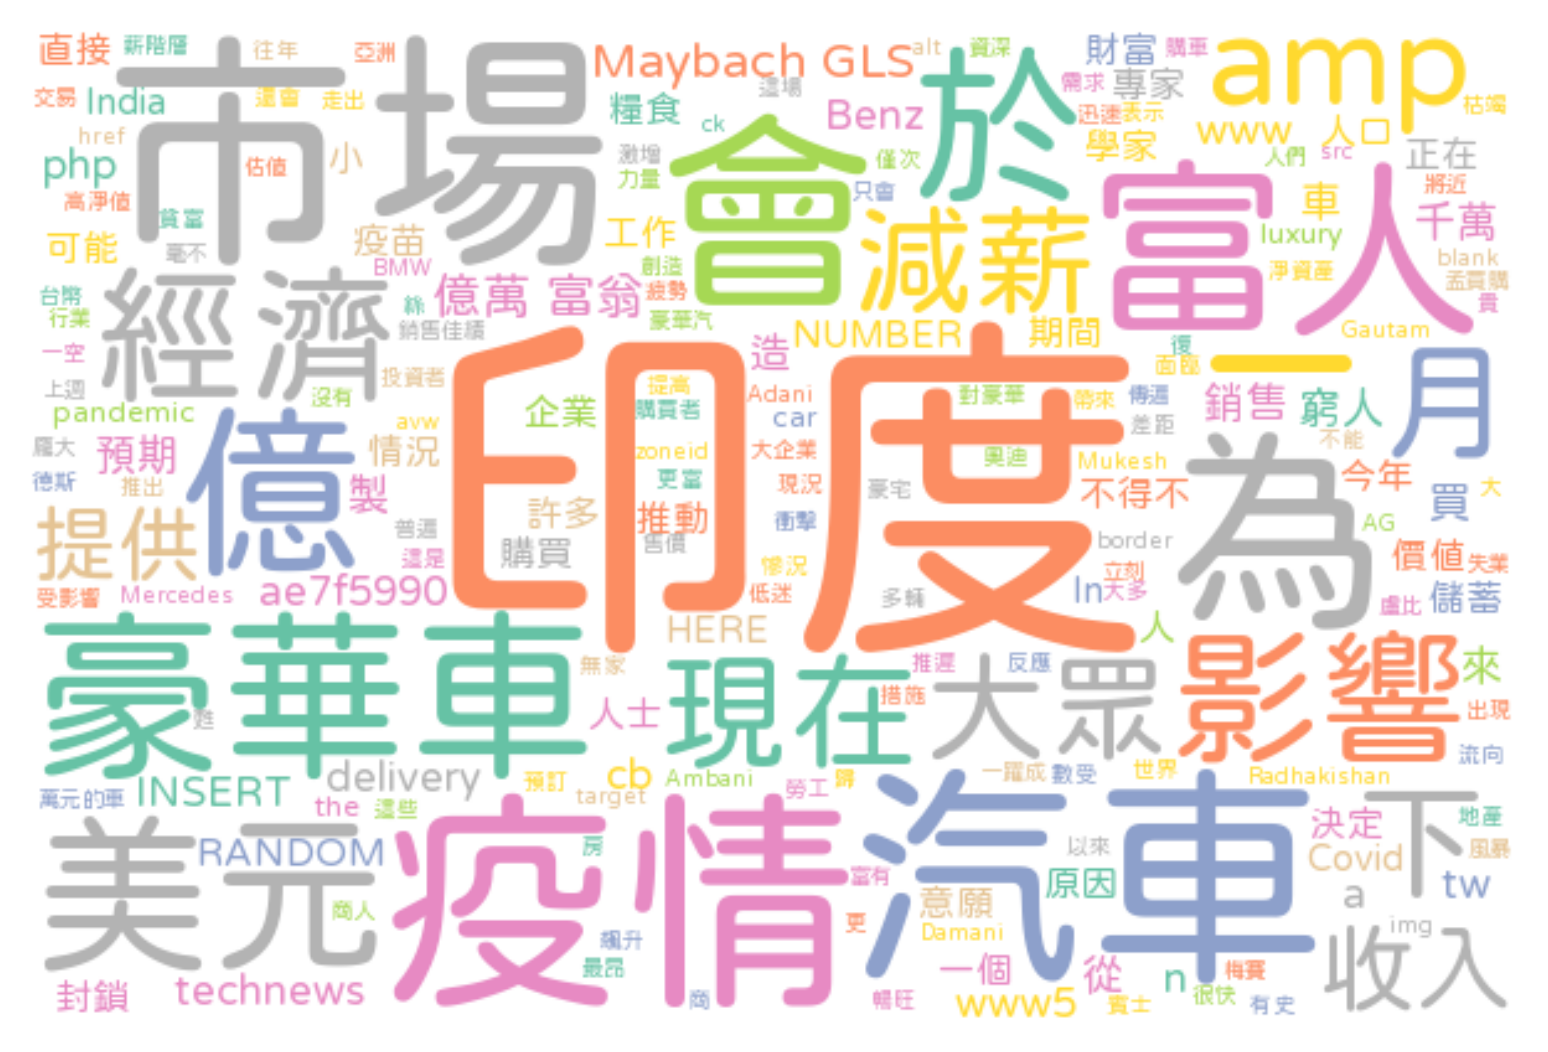 直接
薪階層
往年
亞洲
Maybach GLS
alt
資深
財富
購車
amp
交易
India
還會
走出
市場
這場
糧食
Benz
於
需求
專家
迅速
表示
枯竭
href
php
估值
小
ck
激增
力量
會
僅次
只會
學家
www
人口
人們
src
正在
將近
高淨值
貧富
毫不
可能
疫苗
BMW
工作
創造
疲勢
減薪
富人
車
luxury
千萬
淨資產
blank
孟買購
貴
台幣
行業
一空
上週
經濟
絲
億萬 富翁
銷售佳績
豪華汽
NUMBER
期間
復
面臨
一
Gautam
月
投資者
沒有
pandemic
avw
造
印度
提高
購買者
Adani
car
對豪華
帶來
傳遍
差距
銷售
窮人
不能
龐大
預期
德斯
推出
億
情況
製
企業
zoneid
更富
大企業
現況
奧迪
豪宅
Mukesh
不得不
為
今年
買
大
提供
普遍
這是
許多
購買
推動
售價
衝擊
慘況
低迷
多輛
border
立刻
AG
價值
失業
受影響
Mercedes
ae7f5990
HERE
In
大多
盧比
儲蓄
人
豪華車
甦
無家
人士
現在
推遲
措施
反應
大眾
影響
來
出現
流向
萬元的車
INSERT
delivery
the
這些
預訂
cb
target
Ambani
勞工
歸
一躍成
數受
世界
Radhakishan
美元
RANDOM
商人
疫情
房
富有
更
汽車
以來
原因
決定
Covid
a
下
地產
風暴
tw
意願
Damani
img
收入
封鎖
technews
飆升
最昂
商
暢旺
一個
www5
從
賓士
n
很快
梅賽
有史